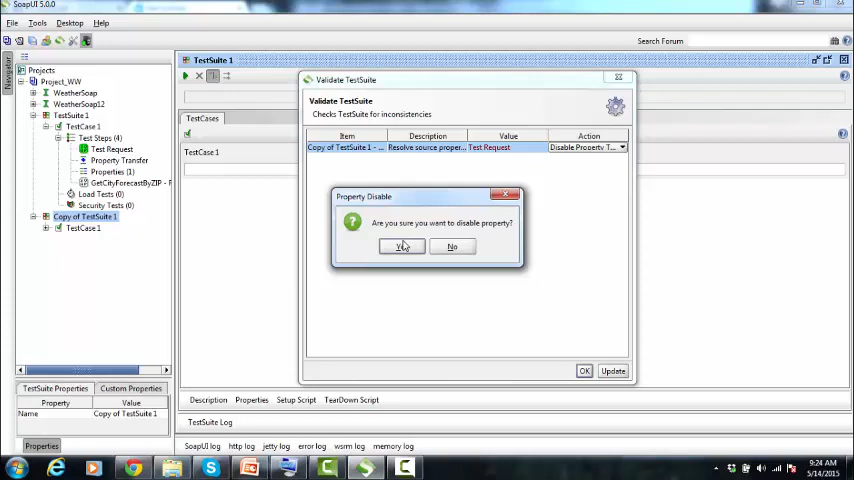 SoapUI 5.0.0
File Tools Desktop Help
Search Forum
Navigator
Projects
Project_WW
WeatherSoap
WeatherSoap12
TestSuite 1
TestCase 1
Test Steps (4)
Test Request
Property Transfer
Properties (1)
GetCityForecastByZIP - R
Load Tests (0)
Security Tests (0)
Copy of TestSuite 1
TestCase 1
TestSuite Properties Custom Properties
Property Value
Name Copy of TestSuite 1
Properties
TestSuite 1
TestCases
TestCase 1
Validate TestSuite
Validate TestSuite
Checks TestSuite for inconsistencies
Item Description Value Action
Copy of TestSuite 1 - ... Resolve source proper... Test Request Disable Property T...
Property Disable
Are you sure you want to disable property?
No
OK Update
Description Properties Setup Script TearDown Script
TestSuite Log
SoapUI log http log jetty log error log wsrm log memory log
9:24 AM
5/14/2015